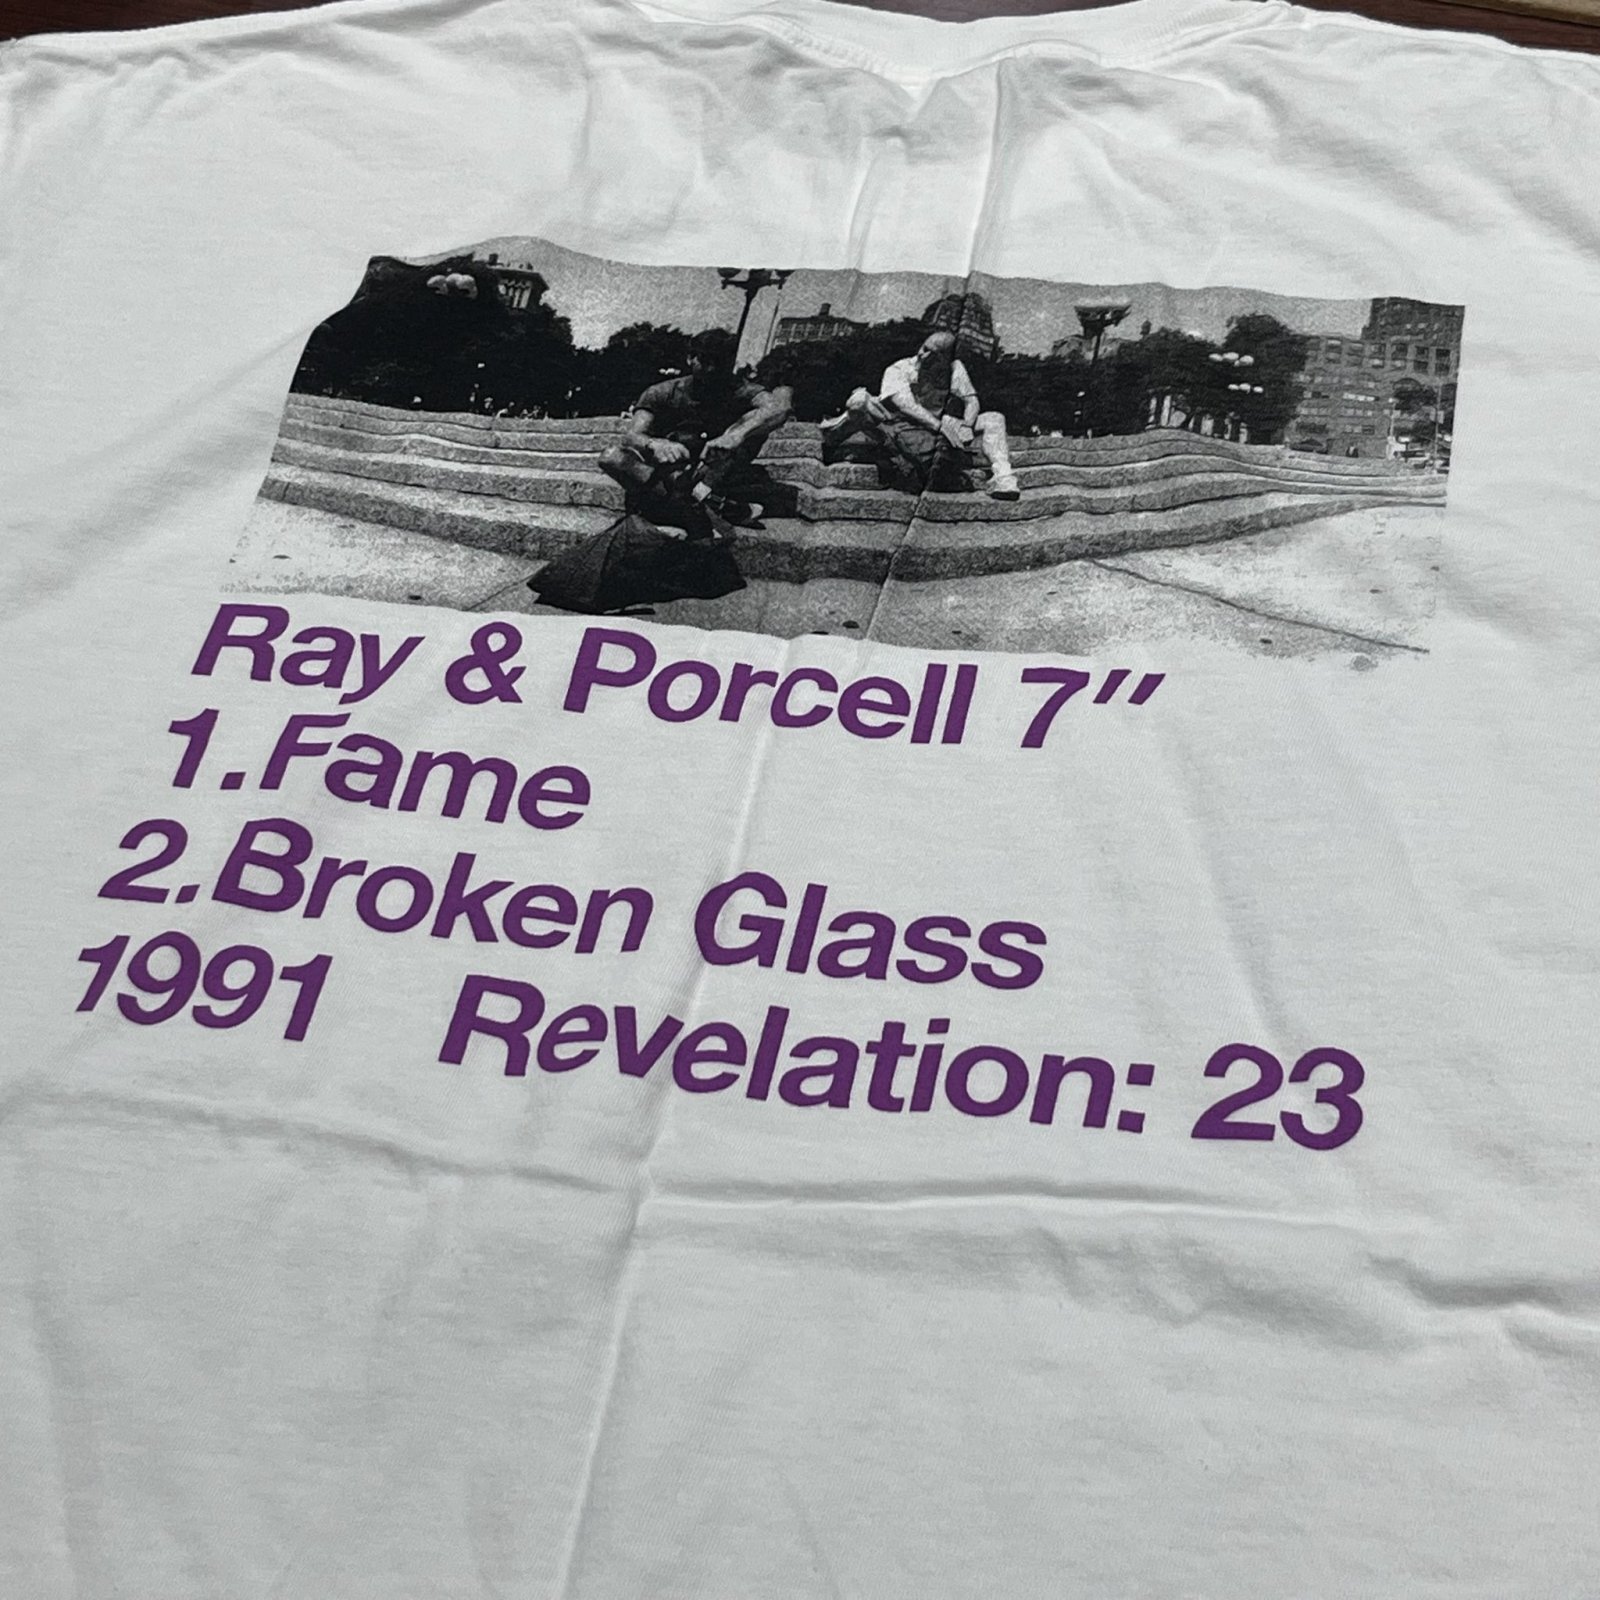 Ray & Porcell 7″
1.Fame
2.Broken Glass
1991 Revelation: 23